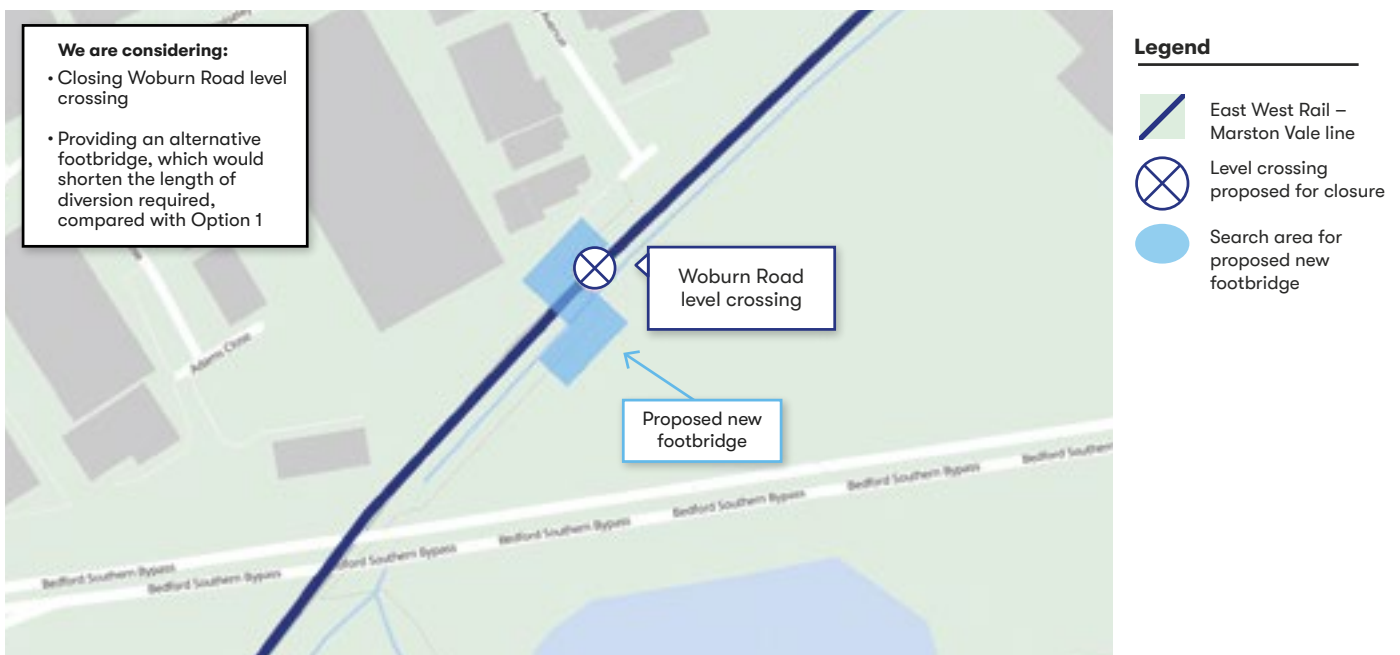 We are considering:
• Closing Woburn Road level
crossing
• Providing an alternative
footbridge, which would
shorten the length of
diversion required,
compared with Option 1
Avenue
Woburn Road
level crossing
Adams Close
Proposed new
footbridge
Bedford Southern Bypass
Bedford Southern Bypass
Bedford Southern Bypass
Bedford Southern Bypass
Bedford Southern Bypass
Bedford Southern Bypass
Legend
East West Rail –
Marston Vale line
Level crossing
proposed for closure
Search area for
proposed new
footbridge